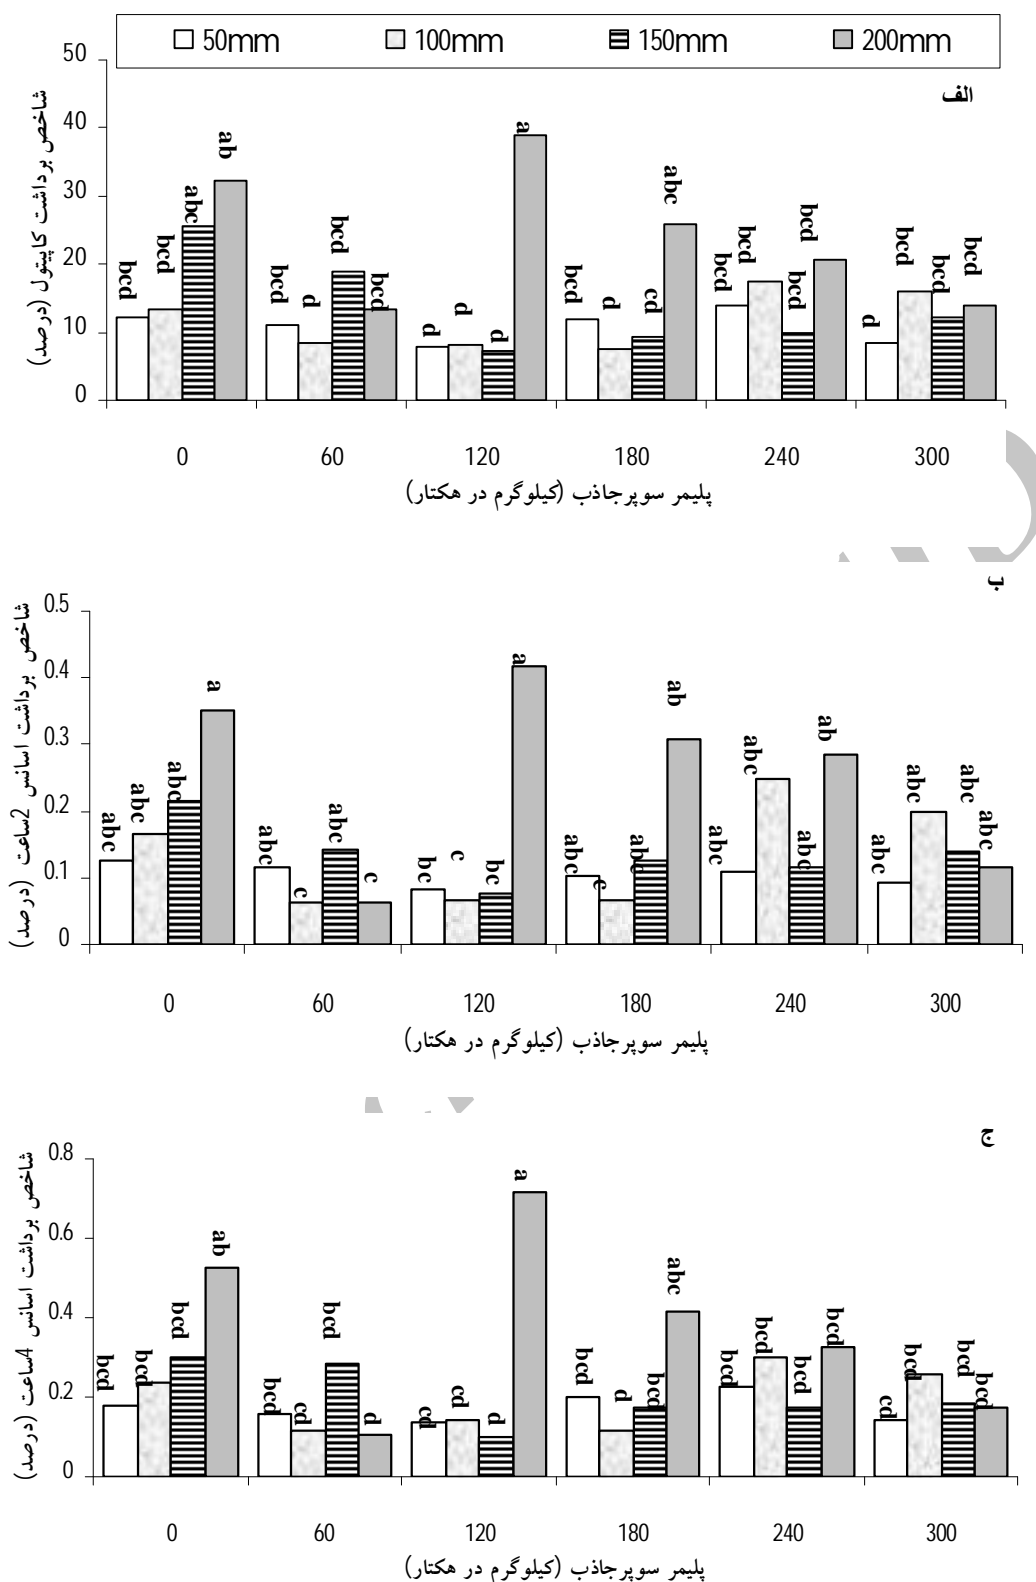 50mm 100mm 150mm 200mm
الف
شاخص برداشت کاپیتول (درصد)
50
40
30
20
10
0
bcd bcd abc ab bcd d bcd bcd d d d a bcd d cd abc bcd bcd bcd bcd d bcd bcd bcd
0 60 120 180 240 300
پلیمر سوپرجاذب (کیلوگرم در هکتار)
ب
شاخص برداشت اسانس 2ساعت (درصد)
0.5
0.4
0.3
0.2
0.1
0
abc abc abc a abc c abc c bc c bc a abc c abc ab abc abc abc ab abc abc abc abc
0 60 120 180 240 300
پلیمر سوپرجاذب (کیلوگرم در هکتار)
ج
شاخص برداشت اسانس 4ساعت (درصد)
0.8
0.6
0.4
0.2
0
bcd bcd bcd ab bcd cd bcd d cd cd d a bcd d bcd abc bcd bcd bcd bcd cd bcd bcd bcd
0 60 120 180 240 300
پلیمر سوپرجاذب (کیلوگرم در هکتار)